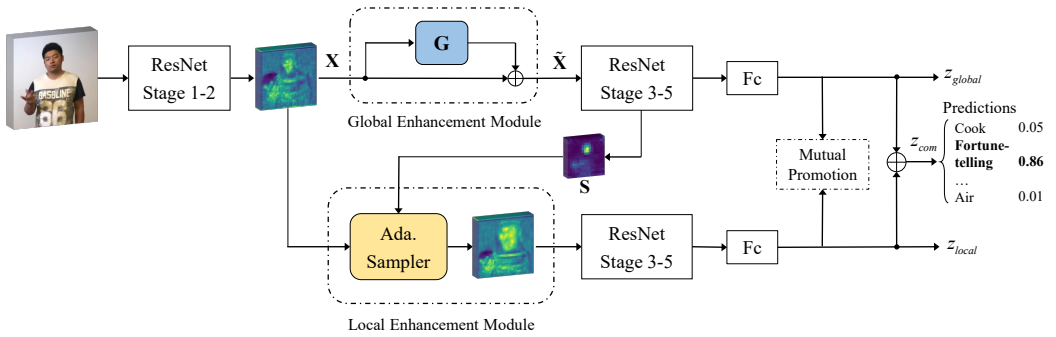 BASGLINE
86
ResNet
Stage 1-2
X
G
X̃
Global Enhancement Module
ResNet
Stage 3-5
Fc
z_global
S
Mutual
Promotion
z_com
Predictions
Cook 0.05
Fortune-
telling 0.86
...
Air 0.01
Ada.
Sampler
Local Enhancement Module
ResNet
Stage 3-5
Fc
z_local